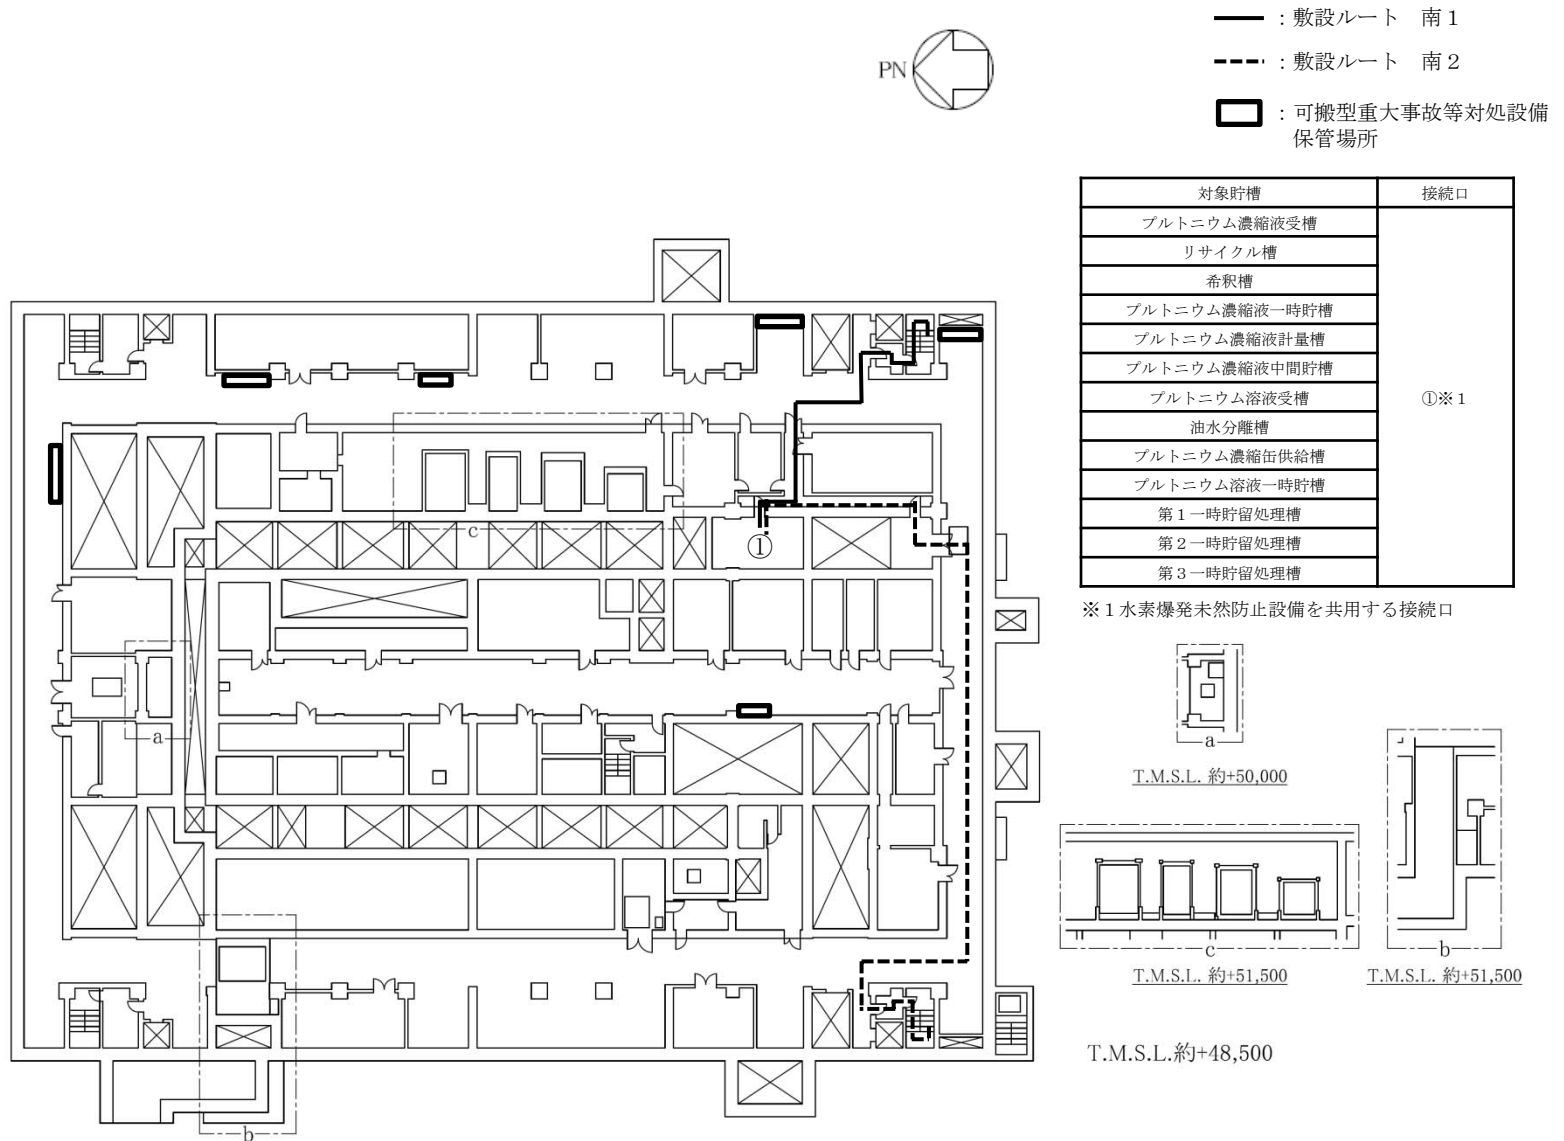 ：敷設ルート　南１
：敷設ルート　南２
：可搬型重大事故等対処設備
保管場所
PN
対象貯槽　接続口
プルトニウム濃縮液受槽
リサイクル槽
希釈槽
プルトニウム濃縮液一時貯槽
プルトニウム濃縮液計量槽
プルトニウム濃縮液中間貯槽
プルトニウム溶液受槽
①※１
油水分離槽
プルトニウム濃縮缶供給槽
プルトニウム溶液一時貯槽
第１一時貯留処理槽
第２一時貯留処理槽
第３一時貯留処理槽
※１水素爆発未然防止設備を共用する接続口
c
①
a
b
a
T.M.S.L. 約+50,000
c
T.M.S.L. 約+51,500
b
T.M.S.L. 約+51,500
T.M.S.L.約+48,500